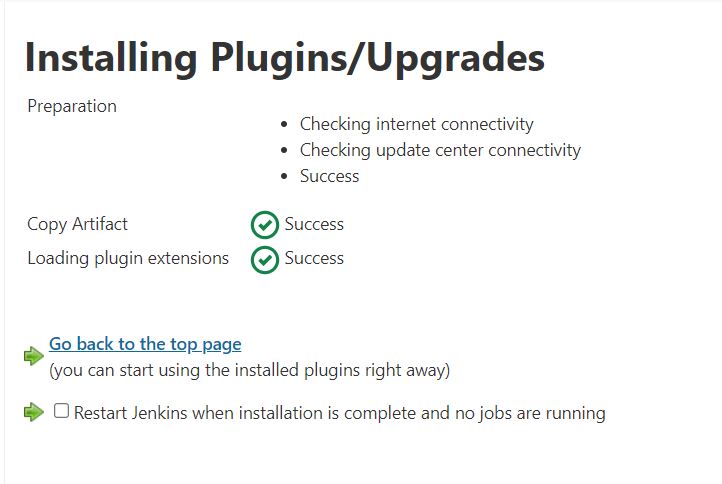 Installing Plugins/Upgrades
Preparation
Checking internet connectivity
Checking update center connectivity
Success
Copy Artifact Success
Loading plugin extensions Success
Go back to the top page
(you can start using the installed plugins right away)
Restart Jenkins when installation is complete and no jobs are running